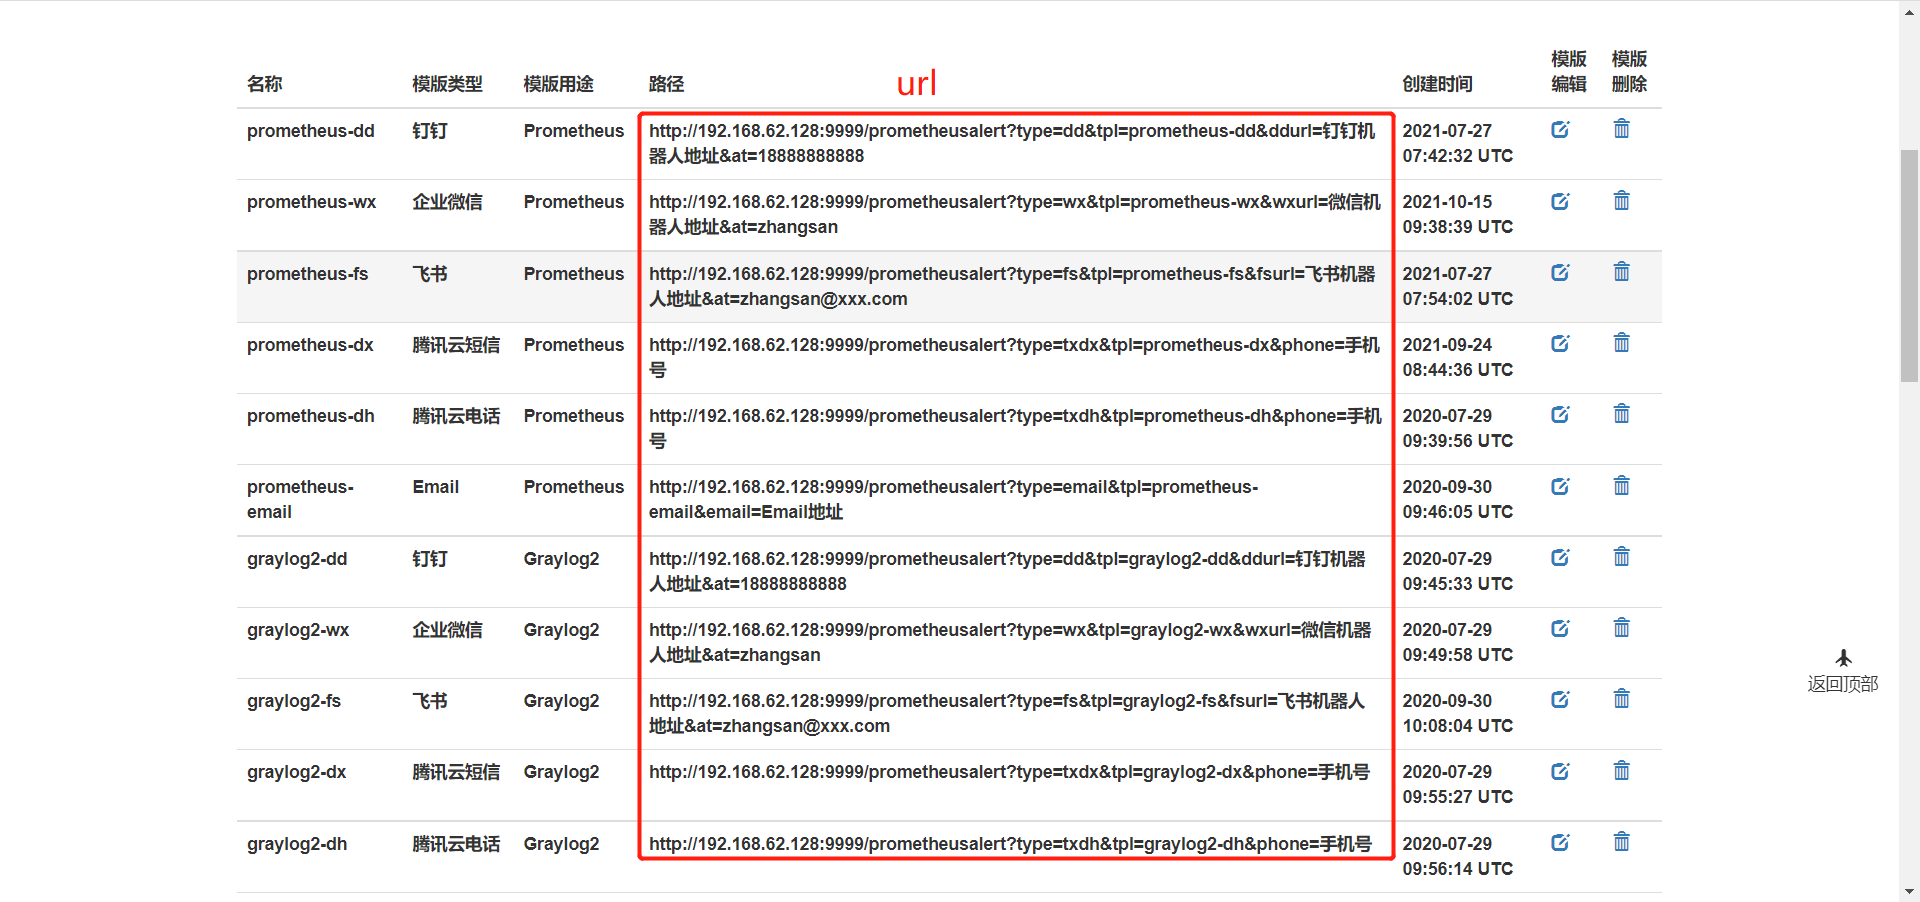 url
名称 模版类型 模版用途 路径 创建时间 模版 编辑 模版 删除
prometheus-dd 钉钉 Prometheus http://192.168.62.128:9999/prometheusalert?type=dd&tpl=prometheus-dd&ddurl=钉钉机 2021-07-27
器人地址&at=18888888888 07:42:32 UTC
prometheus-wx 企业微信 Prometheus http://192.168.62.128:9999/prometheusalert?type=wx&tpl=prometheus-wx&wxurl=微信机 2021-10-15
器人地址&at=zhangsan 09:38:39 UTC
prometheus-fs 飞书 Prometheus http://192.168.62.128:9999/prometheusalert?type=fs&tpl=prometheus-fs&fsurl=飞书机器 2021-07-27
人地址&at=zhangsan@xxx.com 07:54:02 UTC
prometheus-dx 腾讯云短信 Prometheus http://192.168.62.128:9999/prometheusalert?type=txdx&tpl=prometheus-dx&phone=手机 2021-09-24
号 08:44:36 UTC
prometheus-dh 腾讯云电话 Prometheus http://192.168.62.128:9999/prometheusalert?type=txdh&tpl=prometheus-dh&phone=手机 2020-07-29
号 09:39:56 UTC
prometheus- Email Prometheus http://192.168.62.128:9999/prometheusalert?type=email&tpl=prometheus- 2020-09-30
email email&email=Email地址 09:46:05 UTC
graylog2-dd 钉钉 Graylog2 http://192.168.62.128:9999/prometheusalert?type=dd&tpl=graylog2-dd&ddurl=钉钉机器 2020-07-29
人地址&at=18888888888 09:45:33 UTC
graylog2-wx 企业微信 Graylog2 http://192.168.62.128:9999/prometheusalert?type=wx&tpl=graylog2-wx&wxurl=微信机器 2020-07-29
人地址&at=zhangsan 09:49:58 UTC
graylog2-fs 飞书 Graylog2 http://192.168.62.128:9999/prometheusalert?type=fs&tpl=graylog2-fs&fsurl=飞书机器人 2020-09-30
地址&at=zhangsan@xxx.com 10:08:04 UTC
返回顶部
graylog2-dx 腾讯云短信 Graylog2 http://192.168.62.128:9999/prometheusalert?type=txdx&tpl=graylog2-dx&phone=手机号 2020-07-29
09:55:27 UTC
graylog2-dh 腾讯云电话 Graylog2 http://192.168.62.128:9999/prometheusalert?type=txdh&tpl=graylog2-dh&phone=手机号 2020-07-29
09:56:14 UTC